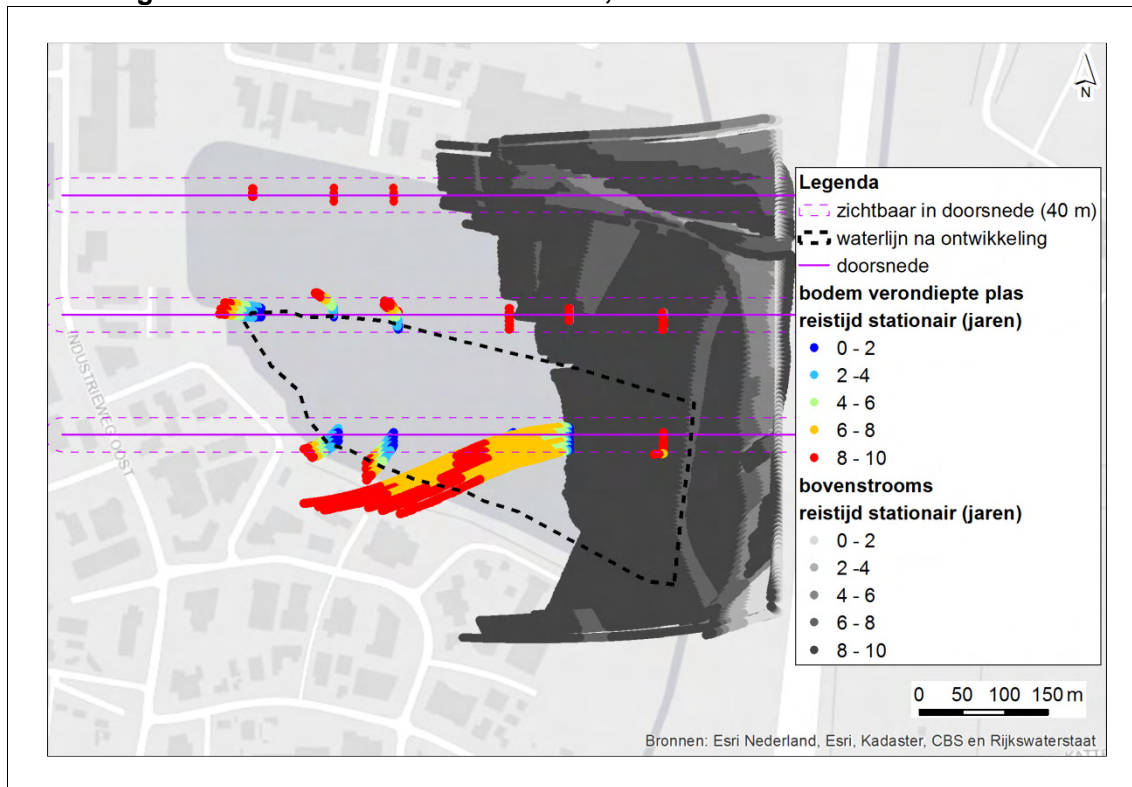 N
Legenda
zichtbaar in doorsnede (40 m)
waterlijn na ontwikkeling
doorsnede
bodem verondiepte plas
reistijd stationair (jaren)
0 - 2
2 -4
4 - 6
6 - 8
8 - 10
bovenstrooms
reistijd stationair (jaren)
0 - 2
2 -4
4 - 6
6 - 8
8 - 10
INDUSTRIEWEG OOST
0 50 100 150 m
Bronnen: Esri Nederland, Esri, Kadaster, CBS en Rijkswaterstaat